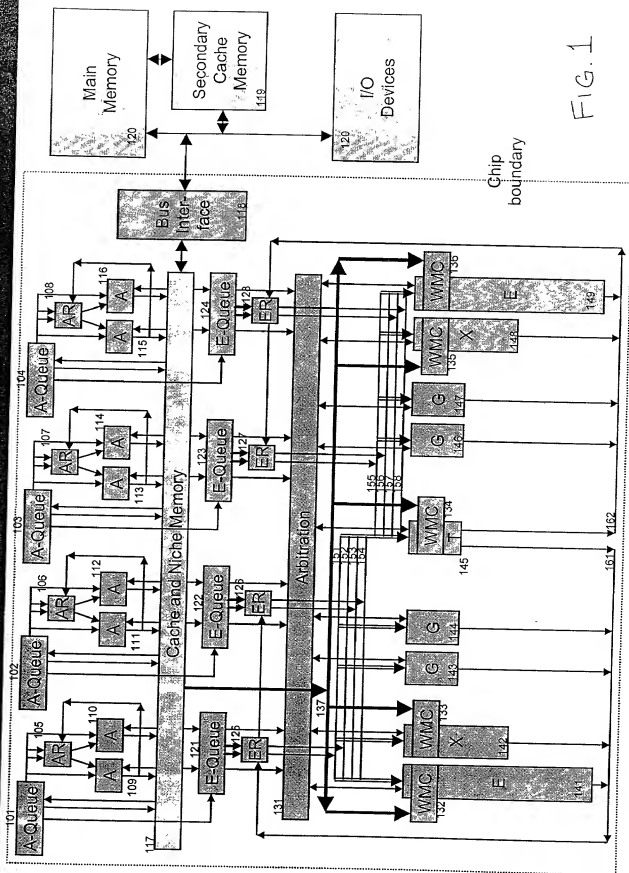 Main
Memory
120
Secondary
Cache
Memory
119
I/O
Devices
120
FIG. 1
Chip
boundary
Bus
Inter-
face
118
101
A-Queue
105
AR
A
A
109
110
102
A-Queue
106
AR
A
A
111
112
103
A-Queue
107
AR
A
A
113
114
104
A-Queue
108
AR
A
A
115
116
117
Cache and Niche Memory
121
E-Queue
125
ER
122
E-Queue
126
ER
123
E-Queue
127
ER
124
E-Queue
128
ER
131
Arbitration
137
151
152
153
154
155
156
157
158
WMC
132
E
141
WMC
133
X
142
G
143
G
144
WMC
134
T
145
G
146
G
147
WMC
135
X
148
WMC
136
E
149
161
162